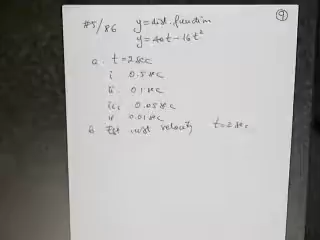 9
#5/86 y = dist. function
y = 40t - 16t²
a. t = 2 sec
i 0.5 sec
ii. 0.1 sec
iii. 0.05 sec
iv 0.01 sec
b. Est inst velocity t = 2 sec